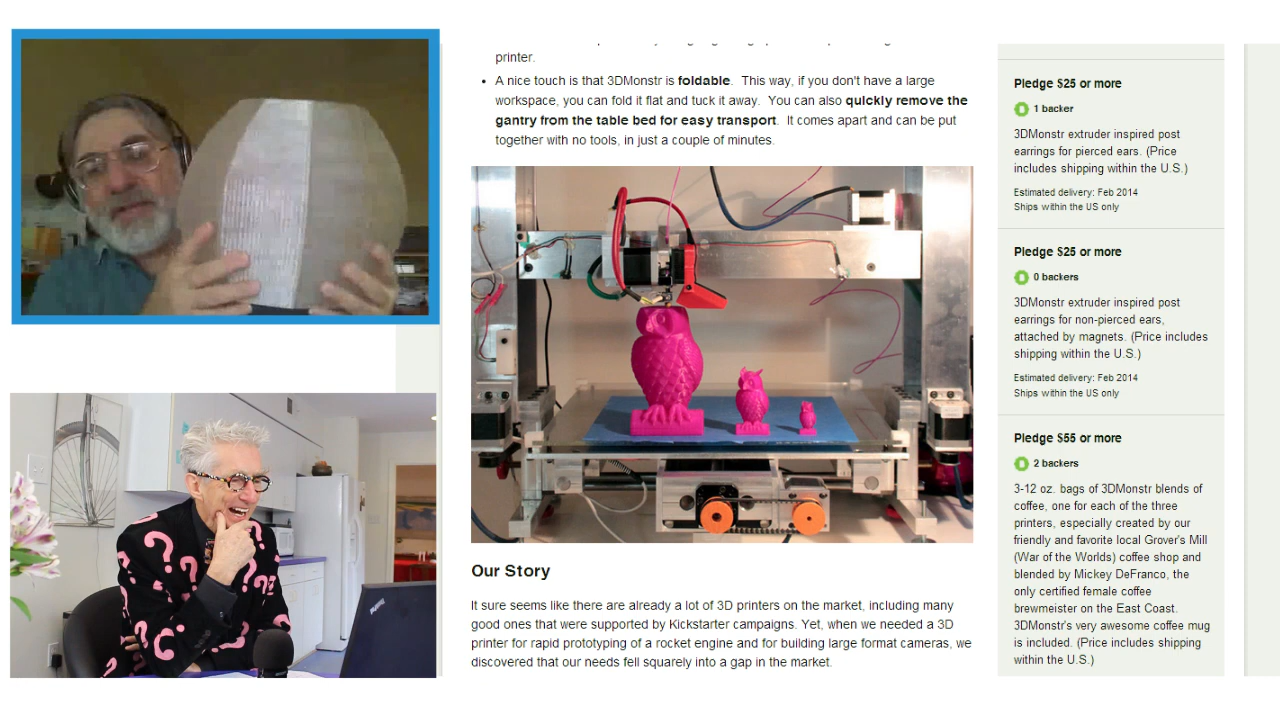 printer.
• A nice touch is that 3DMonstr is foldable. This way, if you don't have a large
workspace, you can fold it flat and tuck it away. You can also quickly remove the
gantry from the table bed for easy transport. It comes apart and can be put
together with no tools, in just a couple of minutes.
Our Story
It sure seems like there are already a lot of 3D printers on the market, including many
good ones that were supported by Kickstarter campaigns. Yet, when we needed a 3D
printer for rapid prototyping of a rocket engine and for building large format cameras, we
discovered that our needs fell squarely into a gap in the market.
Pledge $25 or more
1 backer
3DMonstr extruder inspired post
earrings for pierced ears. (Price
includes shipping within the U.S.)
Estimated delivery: Feb 2014
Ships within the US only
Pledge $25 or more
0 backers
3DMonstr extruder inspired post
earrings for non-pierced ears,
attached by magnets. (Price includes
shipping within the U.S.)
Estimated delivery: Feb 2014
Ships within the US only
Pledge $55 or more
2 backers
3-12 oz. bags of 3DMonstr blends of
coffee, one for each of the three
printers, especially created by our
friendly and favorite local Grover's Mill
(War of the Worlds) coffee shop and
blended by Mickey DeFranco, the
only certified female coffee
brewmeister on the East Coast.
3DMonstr's very awesome coffee mug
is included. (Price includes shipping
within the U.S.)